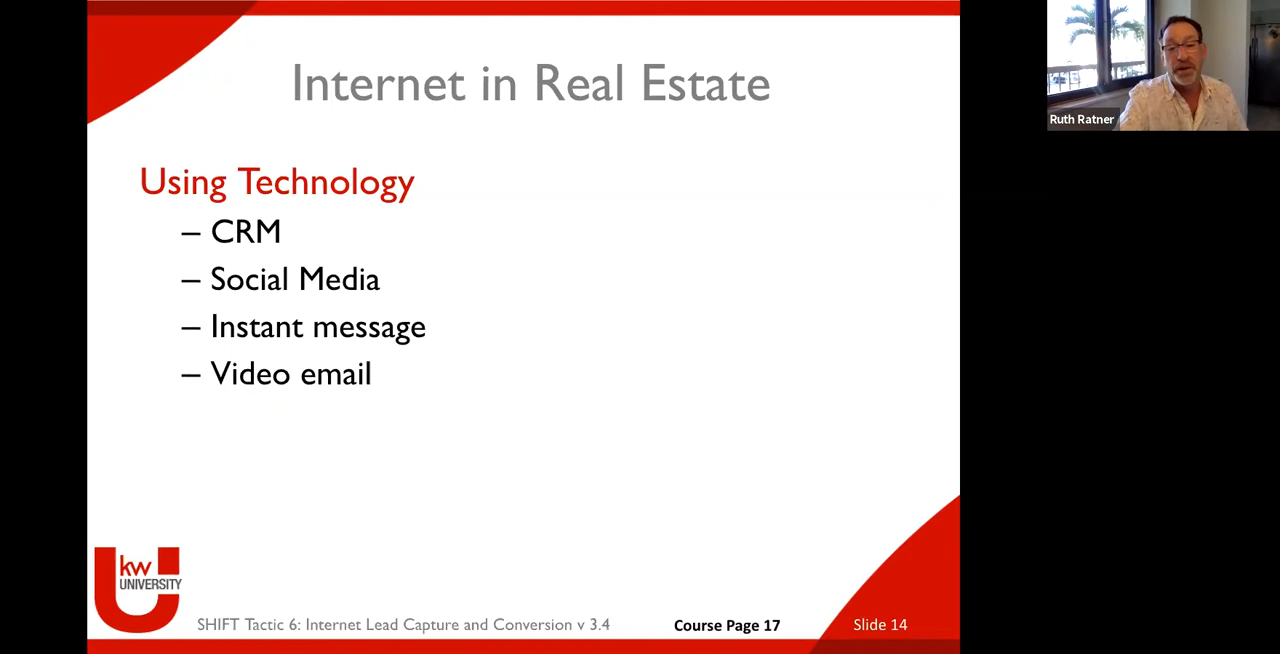 Internet in Real Estate
Ruth Ratner
Using Technology
– CRM
– Social Media
– Instant message
– Video email
kw
UNIVERSITY
SHIFT Tactic 6: Internet Lead Capture and Conversion v 3.4 Course Page 17 Slide 14